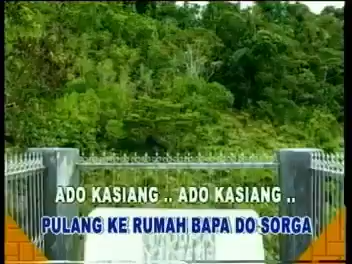 ADO KASIANG .. ADO KASIANG ..
PULANG KE RUMAH BAPA DO SORGA